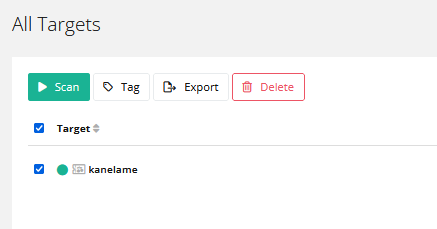 All Targets
Scan Tag Export Delete
Target
kanelame